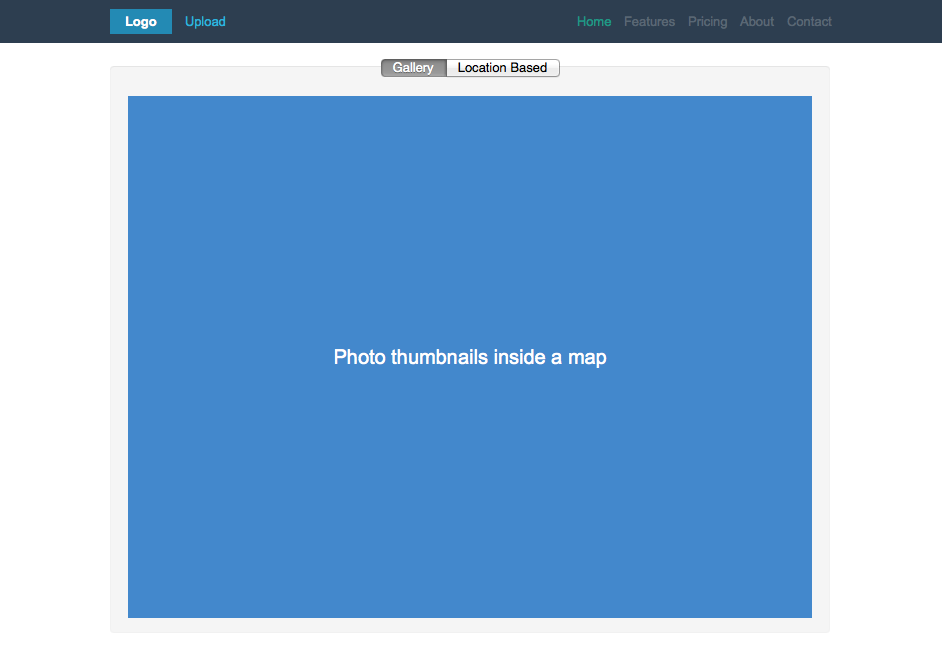 Logo Upload Home Features Pricing About Contact
Gallery Location Based
Photo thumbnails inside a map